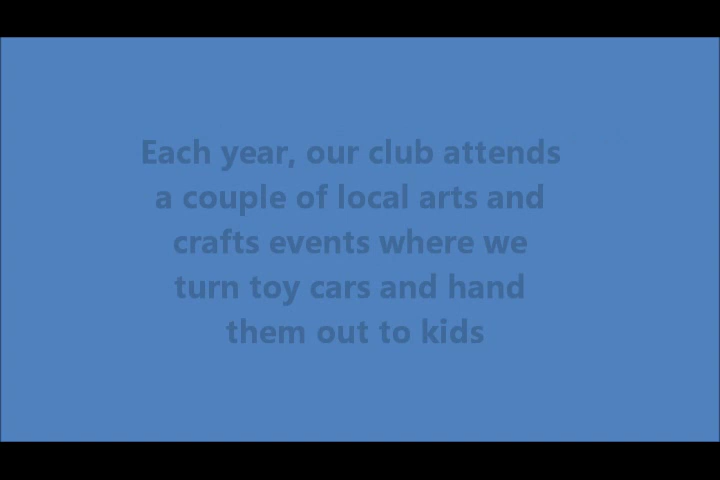 Each year, our club attends
a couple of local arts and
crafts events where we
turn toy cars and hand
them out to kids